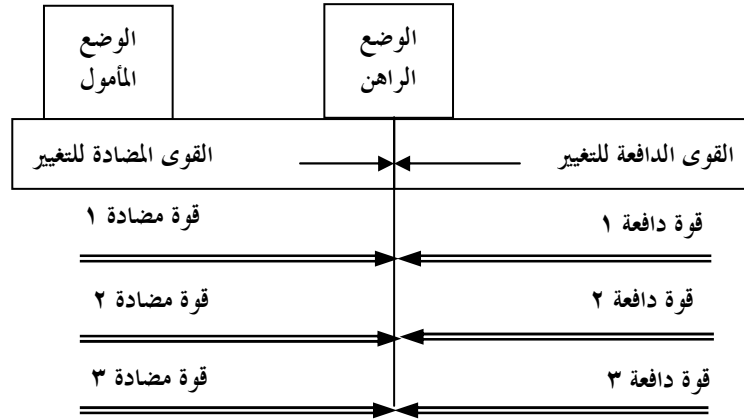 الوضع
الراهن
الوضع
المأمول
القوى الدافعة للتغيير
القوى المضادة للتغيير
قوة دافعة ١
قوة مضادة ١
قوة دافعة ٢
قوة مضادة ٢
قوة دافعة ٣
قوة مضادة ٣